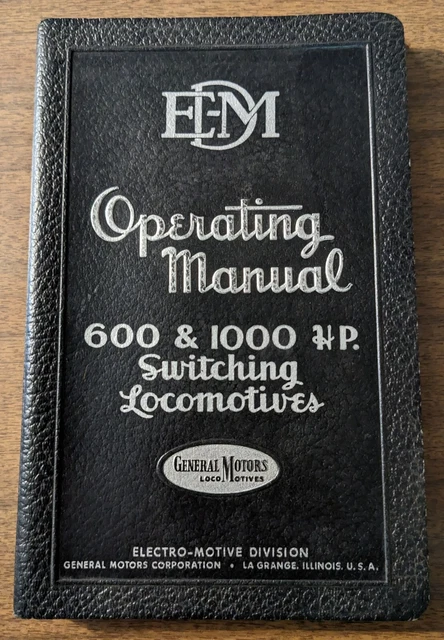 EMD
Operating
Manual
600 & 1000 H.P.
Switching
Locomotives
GENERAL MOTORS
LOCOMOTIVES
ELECTRO-MOTIVE DIVISION
GENERAL MOTORS CORPORATION • LA GRANGE, ILLINOIS, U.S.A.